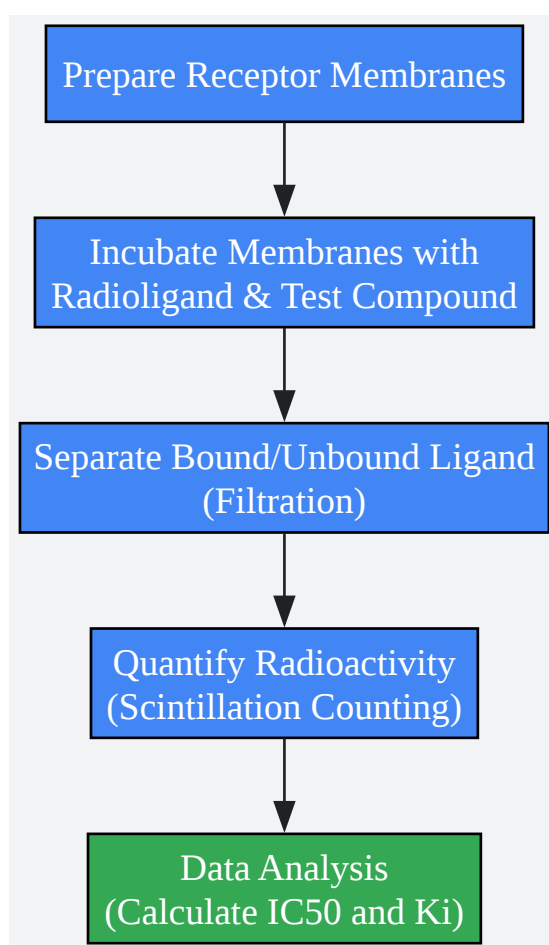 Prepare Receptor Membranes
Incubate Membranes with
Radioligand & Test Compound
Separate Bound/Unbound Ligand
(Filtration)
Quantify Radioactivity
(Scintillation Counting)
Data Analysis
(Calculate IC50 and Ki)